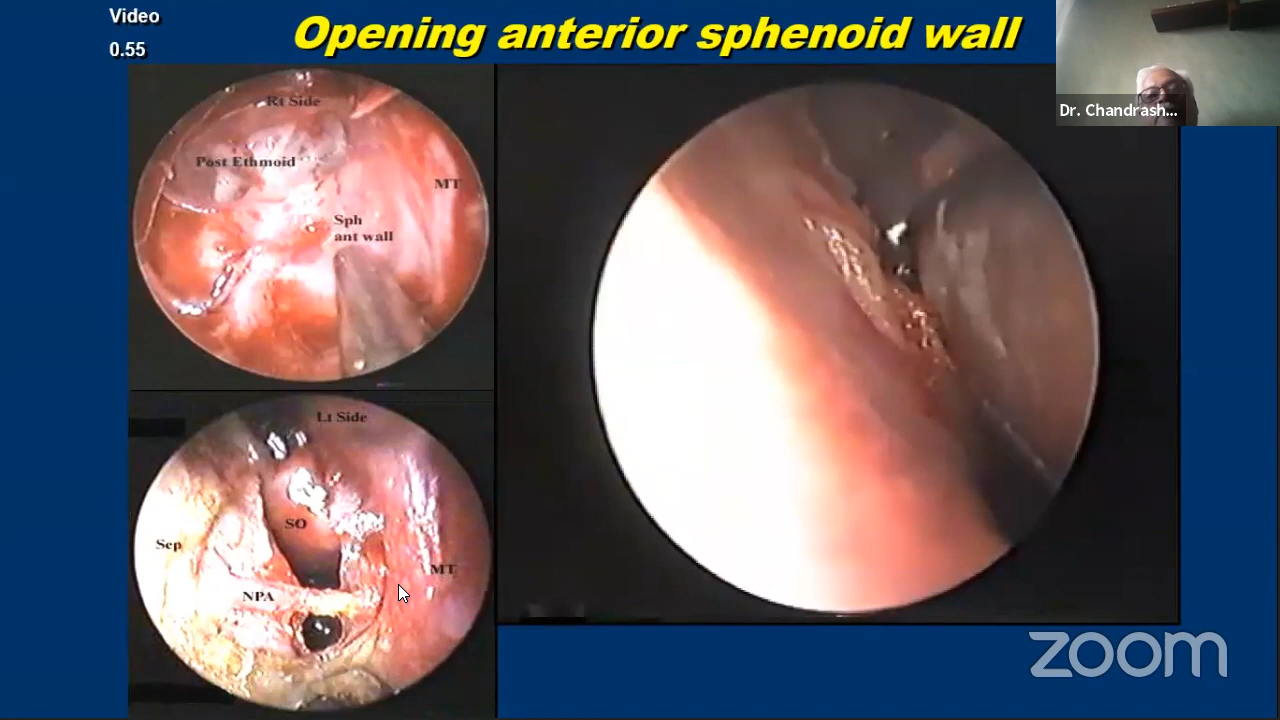 Video
0.55
Opening anterior sphenoid wall
Dr. Chandrash...
Rt Side
Post Ethmoid
MT
Sph
ant wall
Lt Side
SO
Sep
MT
NPA
zoom